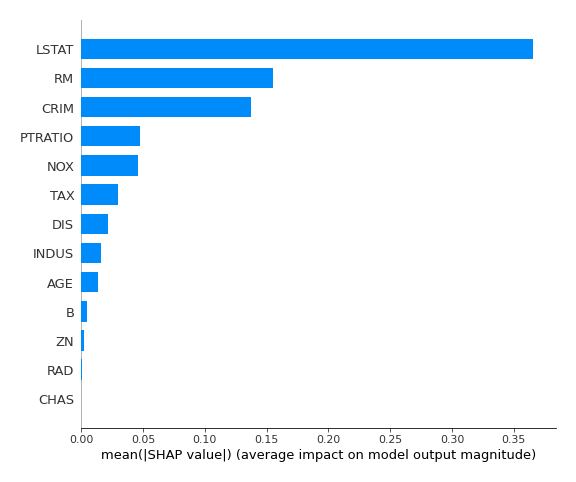 LSTAT
RM
CRIM
PTRATIO
NOX
TAX
DIS
INDUS
AGE
B
ZN
RAD
CHAS
0.00 0.05 0.10 0.15 0.20 0.25 0.30 0.35
mean(|SHAP value|) (average impact on model output magnitude)